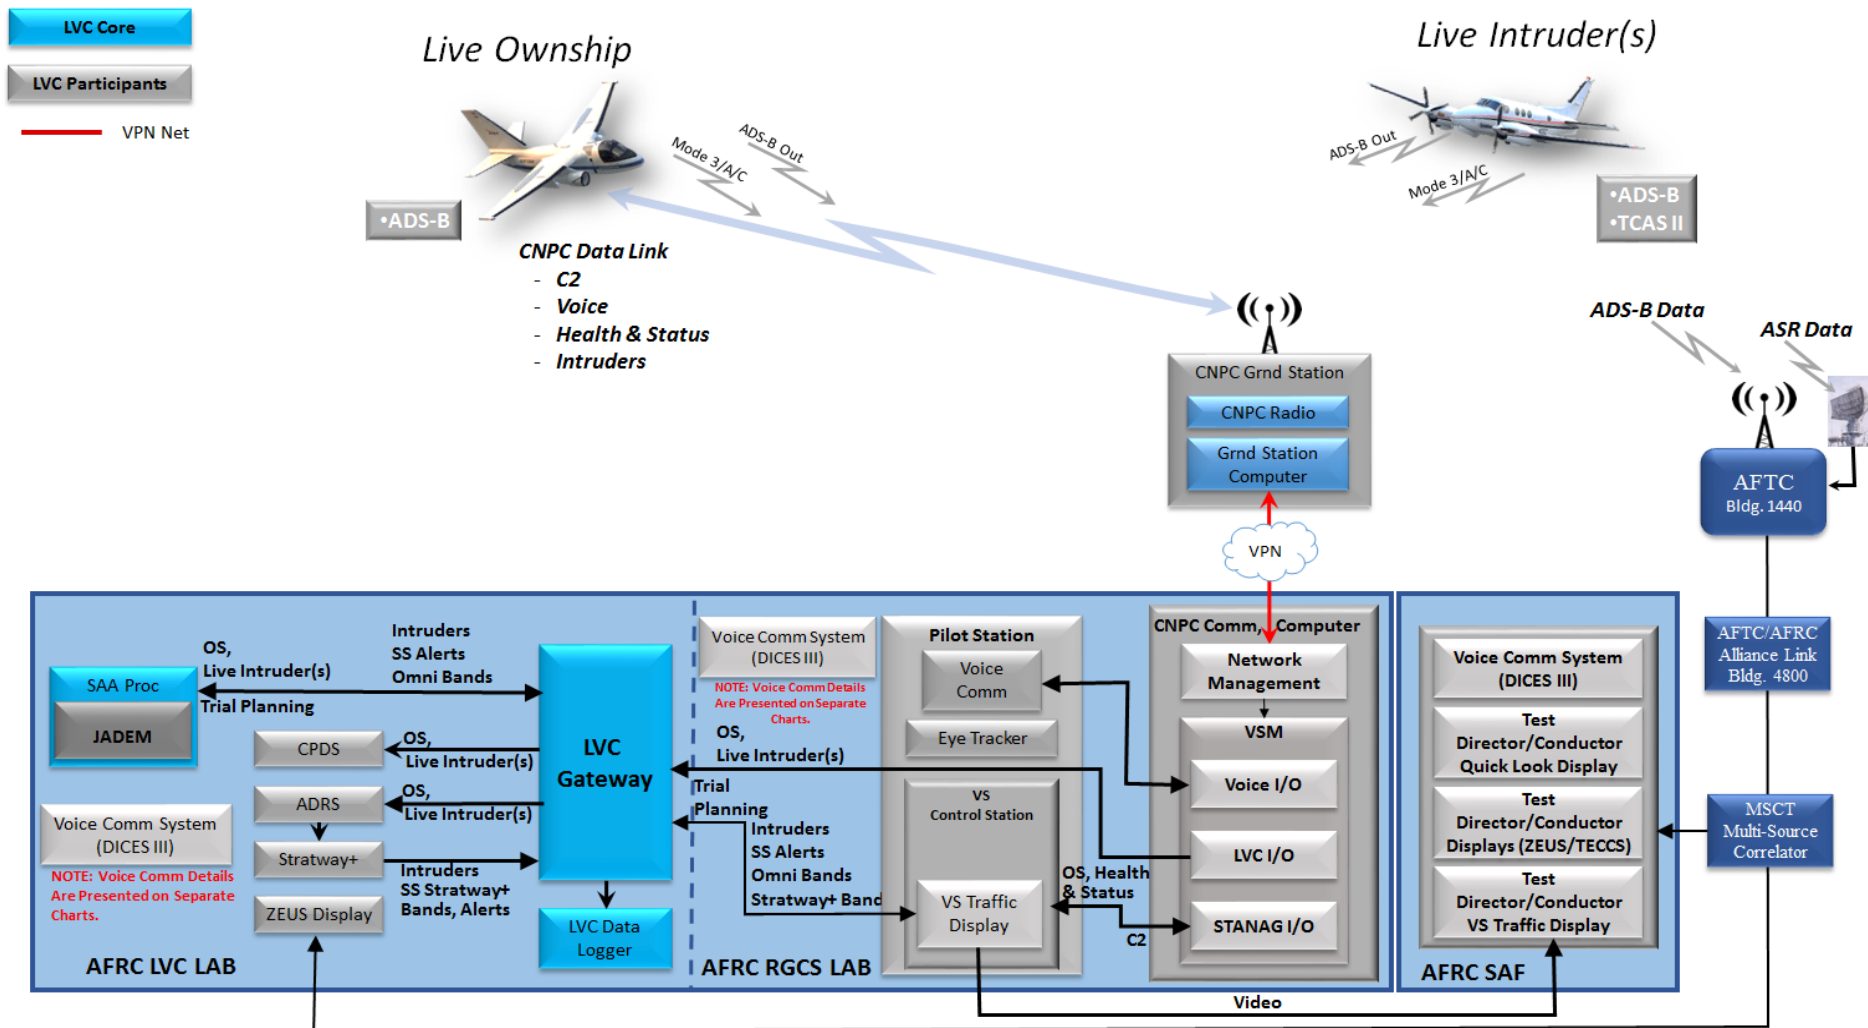 LVC Core
LVC Participants
VPN Net
Live Ownship
Live Intruder(s)
Mode 3/A/C
ADS-B Out
ADS-B Out
Mode 3/A/C
•ADS-B
•ADS-B
•TCAS II
CNPC Data Link
- C2
- Voice
- Health & Status
- Intruders
ADS-B Data
ASR Data
CNPC Grnd Station
CNPC Radio
Grnd Station
Computer
VPN
AFTC
Bldg. 1440
AFTC/AFRC
Alliance Link
Bldg. 4800
MSCT
Multi-Source
Correlator
SAA Proc
JADEM
OS,
Live Intruder(s)
Trial Planning
Intruders
SS Alerts
Omni Bands
CPDS
OS,
Live Intruder(s)
ADRS
OS,
Live Intruder(s)
Voice Comm System
(DICES III)
NOTE: Voice Comm Details
Are Presented on Separate
Charts.
Stratway+
Intruders
SS Stratway+
Bands, Alerts
ZEUS Display
LVC
Gateway
LVC Data
Logger
AFRC LVC LAB
Voice Comm System
(DICES III)
NOTE: Voice Comm Details
Are Presented on Separate
Charts.
OS,
Live Intruder(s)
Trial
Planning
Intruders
SS Alerts
Omni Bands
Stratway+ Band
AFRC RGCS LAB
Pilot Station
Voice
Comm
Eye Tracker
VS
Control Station
VS Traffic
Display
OS, Health
& Status
C2
CNPC Comm, Computer
Network
Management
VSM
Voice I/O
LVC I/O
STANAG I/O
Video
Voice Comm System
(DICES III)
Test
Director/Conductor
Quick Look Display
Test
Director/Conductor
Displays (ZEUS/TECCS)
Test
Director/Conductor
VS Traffic Display
AFRC SAF